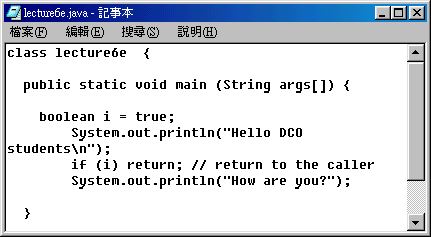 lecture6e.java - 記事本
檔案(F) 編輯(E) 搜尋(S) 說明(H)
class lecture6e  {
  public static void main (String args[]) {
    boolean i = true;
        System.out.println("Hello DCO
students\n");
        if (i) return; // return to the caller
        System.out.println("How are you?");
  }